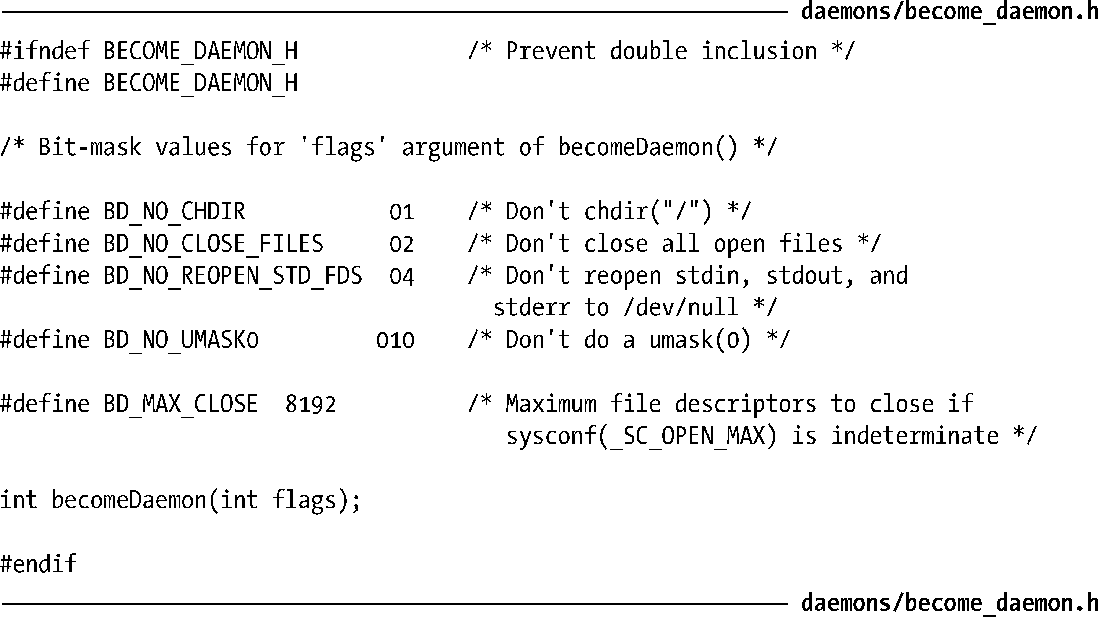 daemons/become_daemon.h
#ifndef BECOME_DAEMON_H             /* Prevent double inclusion */
#define BECOME_DAEMON_H
/* Bit-mask values for 'flags' argument of becomeDaemon() */
#define BD_NO_CHDIR           01    /* Don't chdir("/") */
#define BD_NO_CLOSE_FILES     02    /* Don't close all open files */
#define BD_NO_REOPEN_STD_FDS  04    /* Don't reopen stdin, stdout, and
                                      stderr to /dev/null */
#define BD_NO_UMASK0         010    /* Don't do a umask(0) */
#define BD_MAX_CLOSE  8192          /* Maximum file descriptors to close if
                                       sysconf(_SC_OPEN_MAX) is indeterminate */
int becomeDaemon(int flags);
#endif
daemons/become_daemon.h